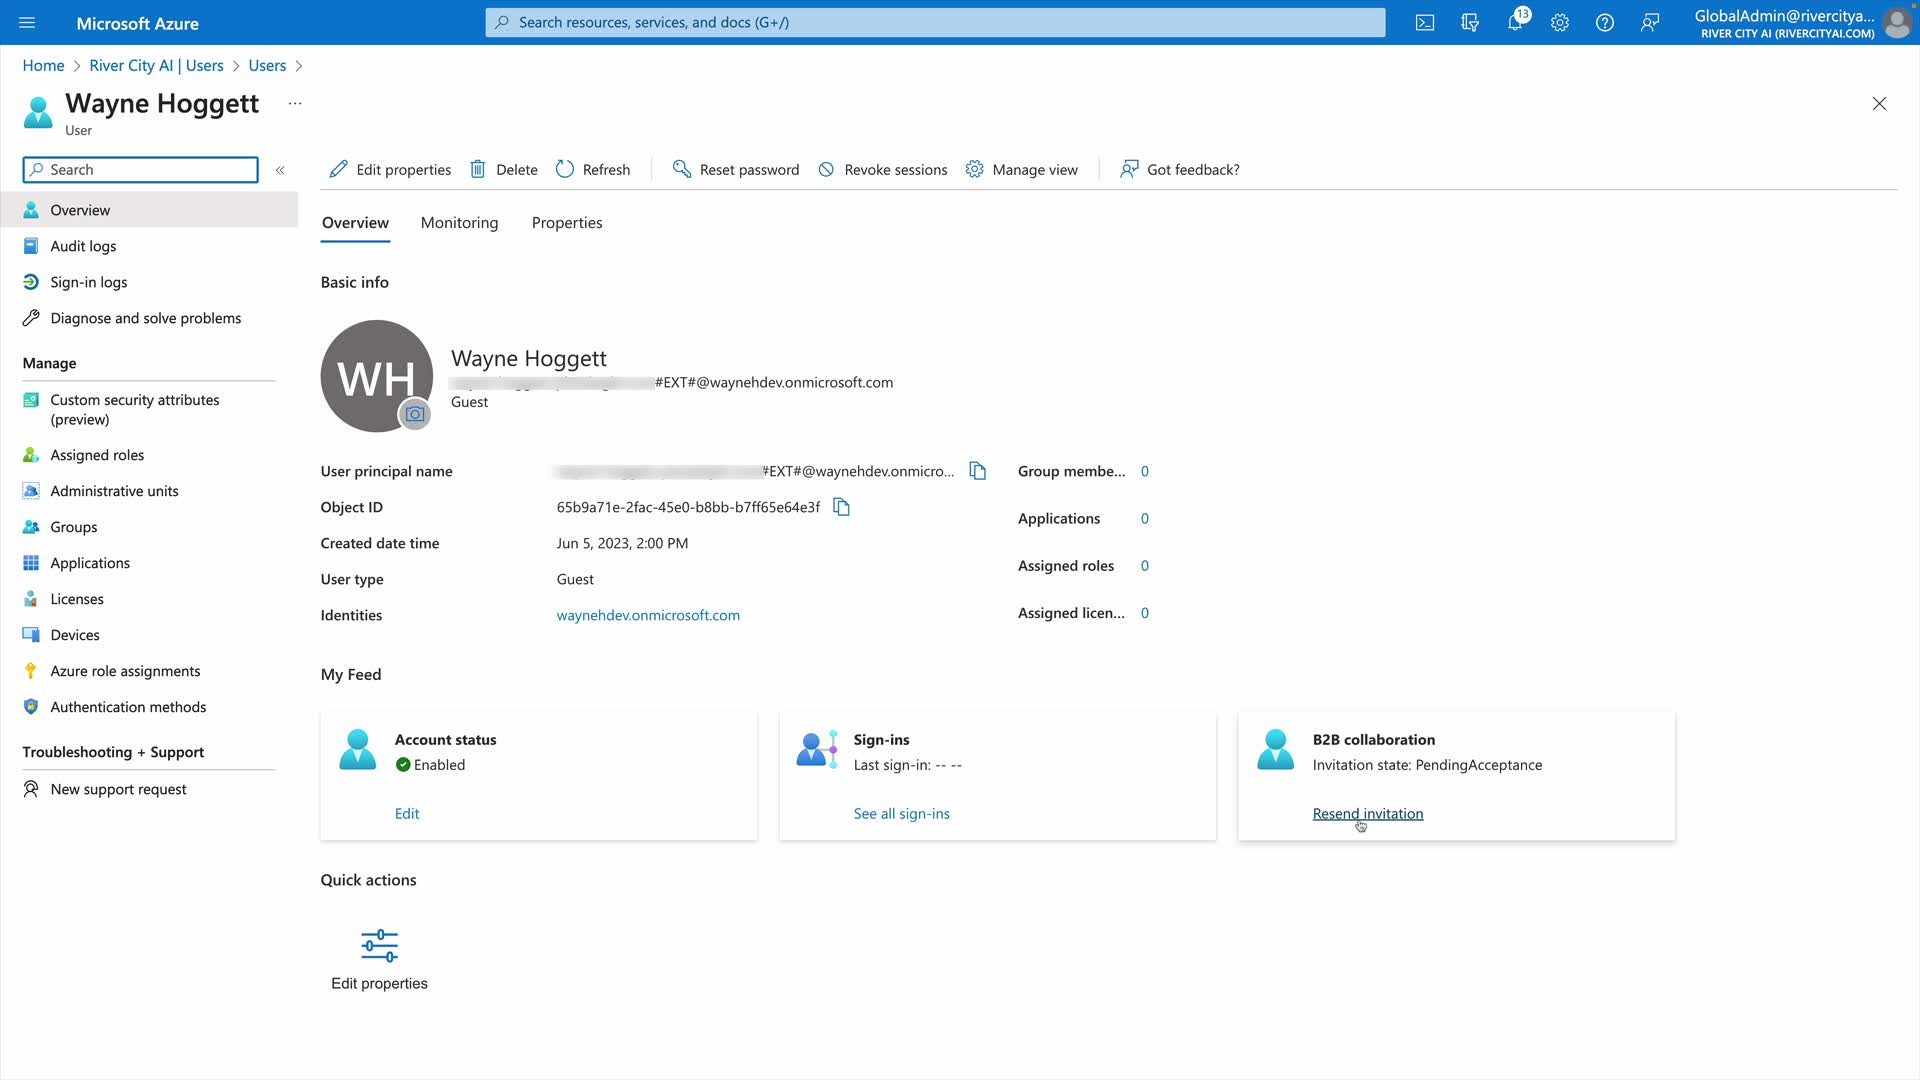 Microsoft Azure
Search resources, services, and docs (G+/)
13
GlobalAdmin@rivercitya...
RIVER CITY AI (RIVERCITYAI.COM)
Home > River City AI | Users > Users >
Wayne Hoggett ...
User
Search «
Overview
Audit logs
Sign-in logs
Diagnose and solve problems
Manage
Custom security attributes
(preview)
Assigned roles
Administrative units
Groups
Applications
Licenses
Devices
Azure role assignments
Authentication methods
Troubleshooting + Support
New support request
Edit properties Delete Refresh Reset password Revoke sessions Manage view Got feedback?
Overview Monitoring Properties
Basic info
WH
Wayne Hoggett
#EXT#@waynehdev.onmicrosoft.com
Guest
User principal name #EXT#@waynehdev.onmicro...
Object ID 65b9a71e-2fac-45e0-b8bb-b7ff65e64e3f
Created date time Jun 5, 2023, 2:00 PM
User type Guest
Identities waynehdev.onmicrosoft.com
Group membe... 0
Applications 0
Assigned roles 0
Assigned licen... 0
My Feed
Account status
Enabled
Edit
Sign-ins
Last sign-in: -- --
See all sign-ins
B2B collaboration
Invitation state: PendingAcceptance
Resend invitation
Quick actions
Edit properties